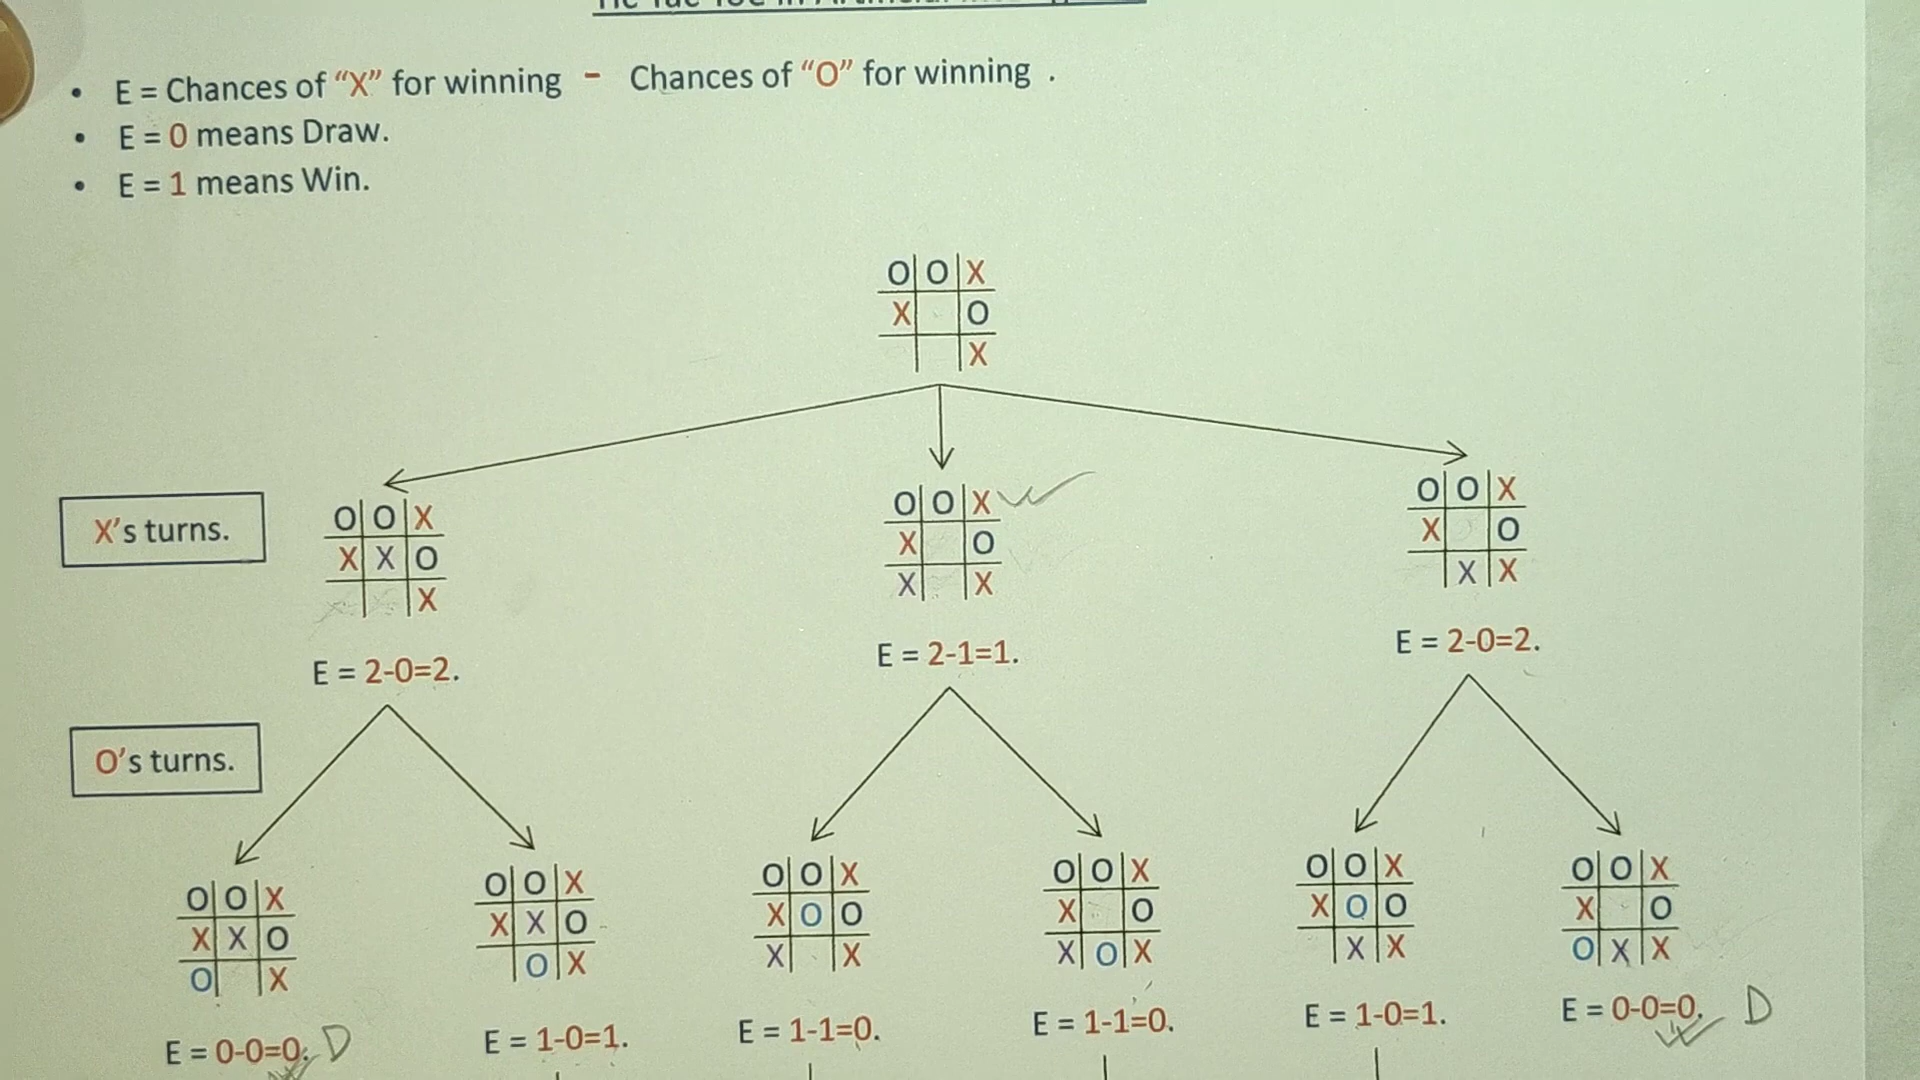 E = Chances of “X” for winning - Chances of “O” for winning .
E = 0 means Draw.
E = 1 means Win.
O O X
X O
X
X's turns.
O O X
X X O
X
O O X
X O
X X
O O X
X O
X X
E = 2-0=2.
E = 2-1=1.
E = 2-0=2.
O's turns.
O O X
X X O
O X
O O X
X X O
O X
O O X
X O O
X X
O O X
X O
X O X
O O X
X O O
X X
O O X
X O
O X X
E = 0-0=0. D
E = 1-0=1.
E = 1-1=0.
E = 1-1=0.
E = 1-0=1.
E = 0-0=0. D